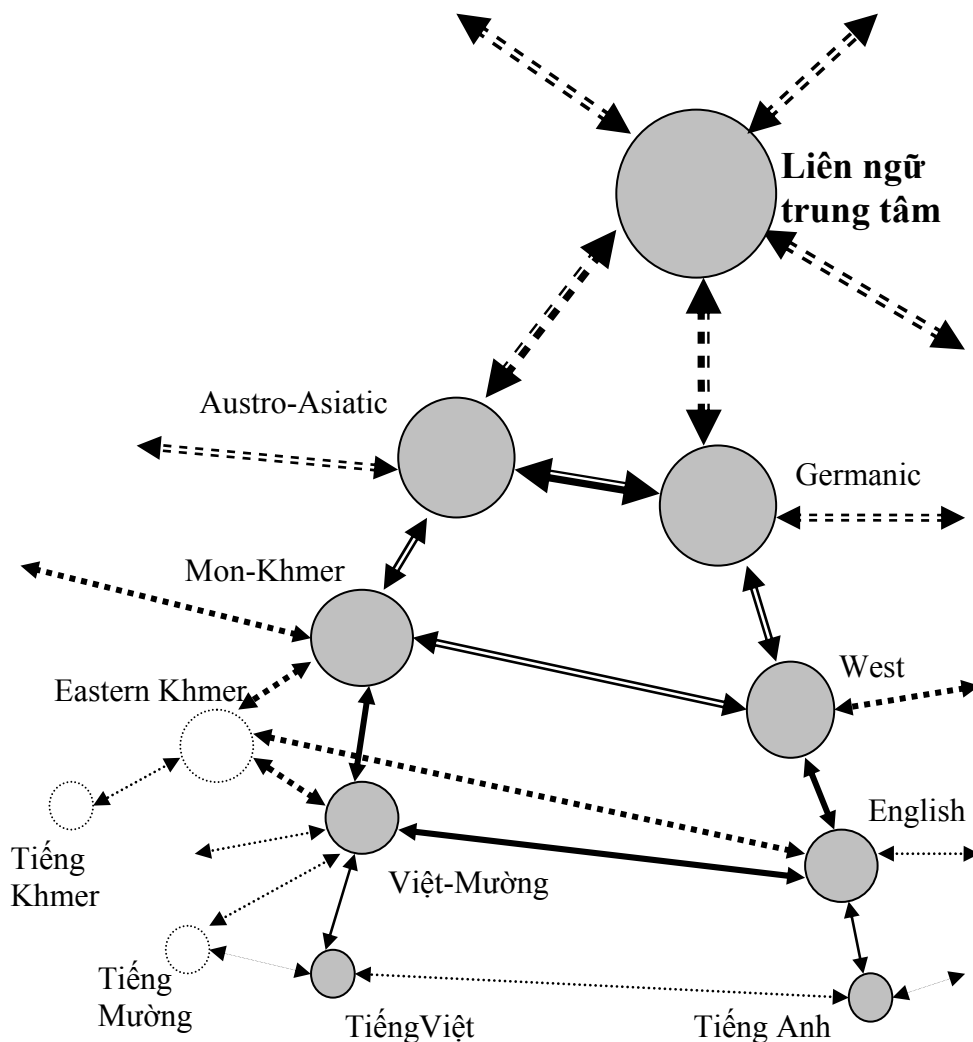 Liên ngữ
trung tâm
Austro-Asiatic
Germanic
Mon-Khmer
West
Eastern Khmer
English
Tiếng
Khmer
Việt-Mường
Tiếng
Mường
TiếngViệt
Tiếng Anh